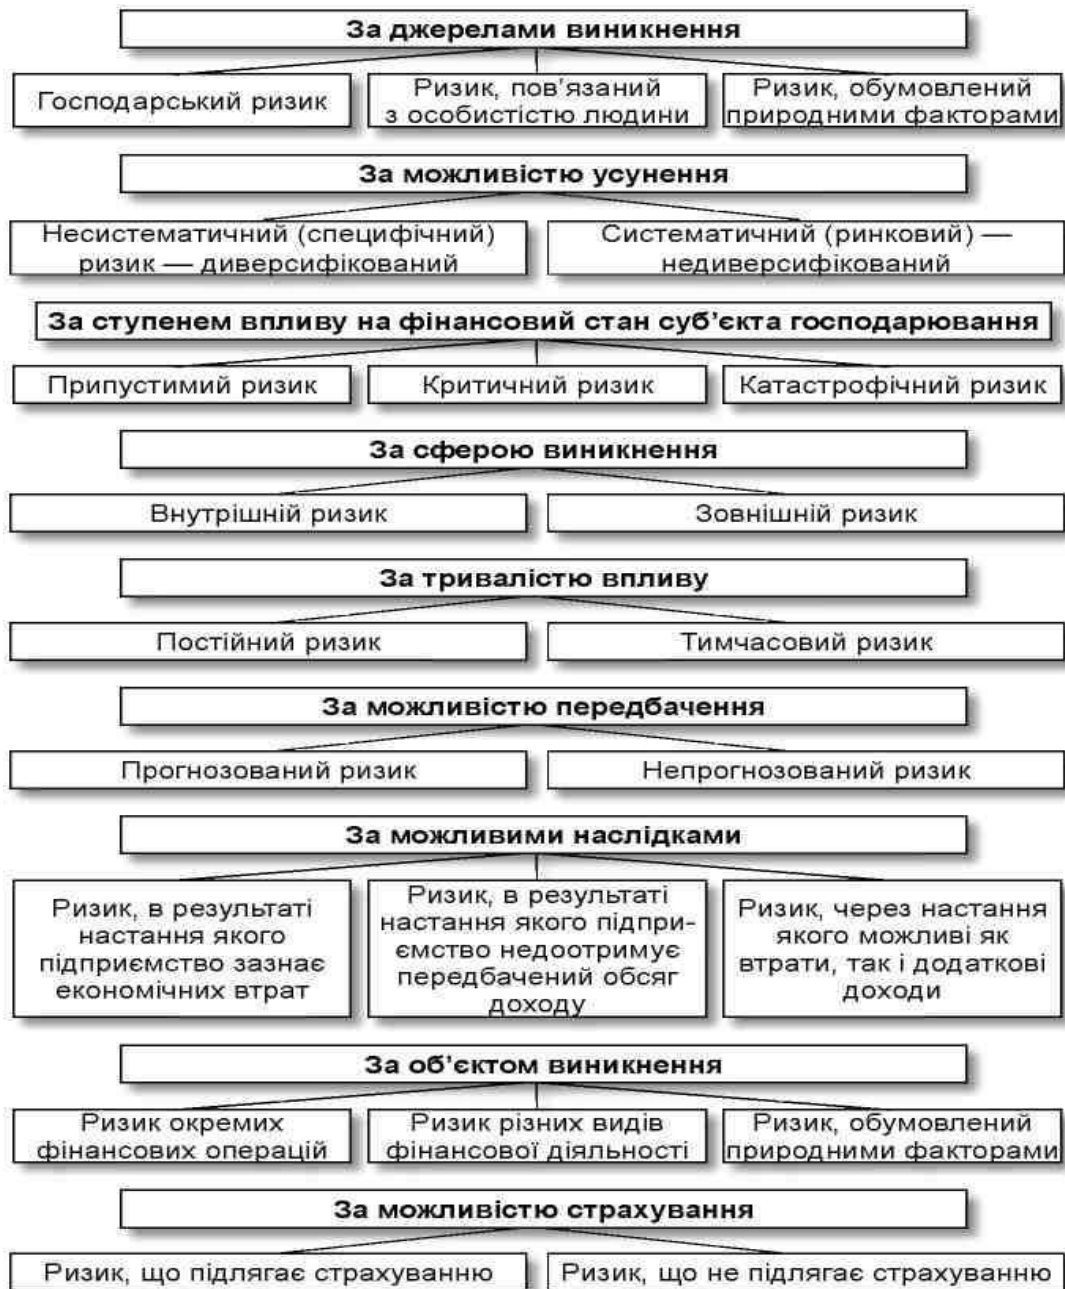 За джерелами виникнення
Господарський ризик
Ризик, пов’язаний
з особистістю людини
Ризик, обумовлений
природними факторами
За можливістю усунення
Несистематичний (специфічний)
ризик — диверсифікований
Систематичний (ринковий) —
недиверсифікований
За ступенем впливу на фінансовий стан суб’єкта господарювання
Припустимий ризик
Критичний ризик
Катастрофічний ризик
За сферою виникнення
Внутрішній ризик
Зовнішній ризик
За тривалістю впливу
Постійний ризик
Тимчасовий ризик
За можливістю передбачення
Прогнозований ризик
Непрогнозований ризик
За можливими наслідками
Ризик, в результаті
настання якого
підприємство зазнає
економічних втрат
Ризик, в результаті
настання якого підпри-
ємство недоотримує
передбачений обсяг
доходу
Ризик, через настання
якого можливі як
втрати, так і додаткові
доходи
За об’єктом виникнення
Ризик окремих
фінансових операцій
Ризик різних видів
фінансової діяльності
Ризик, обумовлений
природними факторами
За можливістю страхування
Ризик, що підлягає страхуванню
Ризик, що не підлягає страхуванню